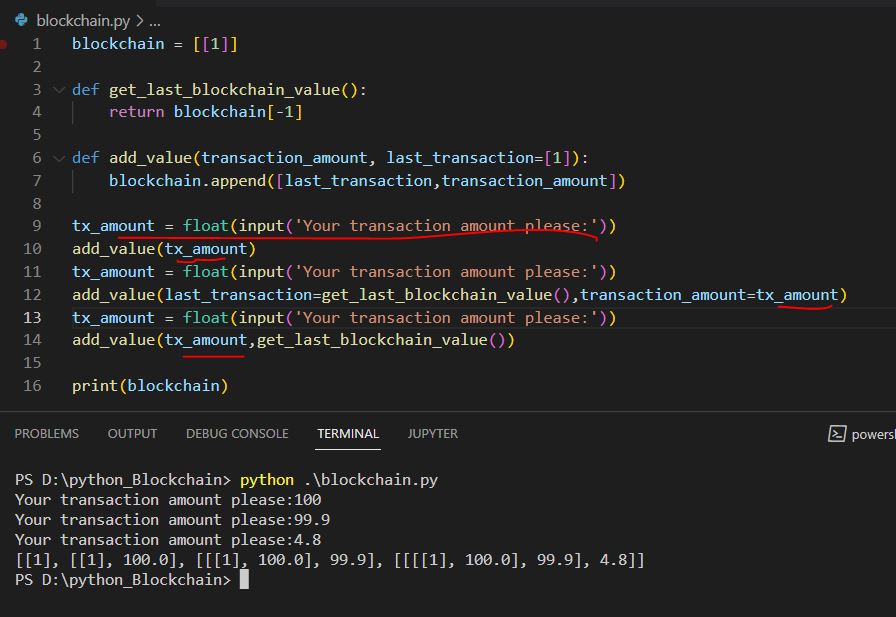 blockchain.py > ...
1 blockchain = [[1]]
2
3 def get_last_blockchain_value():
4     return blockchain[-1]
5
6 def add_value(transaction_amount, last_transaction=[1]):
7     blockchain.append([last_transaction,transaction_amount])
8
9 tx_amount = float(input('Your transaction amount please:'))
10 add_value(tx_amount)
11 tx_amount = float(input('Your transaction amount please:'))
12 add_value(last_transaction=get_last_blockchain_value(),transaction_amount=tx_amount)
13 tx_amount = float(input('Your transaction amount please:'))
14 add_value(tx_amount,get_last_blockchain_value())
15
16 print(blockchain)
PROBLEMS OUTPUT DEBUG CONSOLE TERMINAL JUPYTER powersh
PS D:\python_Blockchain> python .\blockchain.py
Your transaction amount please:100
Your transaction amount please:99.9
Your transaction amount please:4.8
[[1], [[1], 100.0], [[[1], 100.0], 99.9], [[[[1], 100.0], 99.9], 4.8]]
PS D:\python_Blockchain>